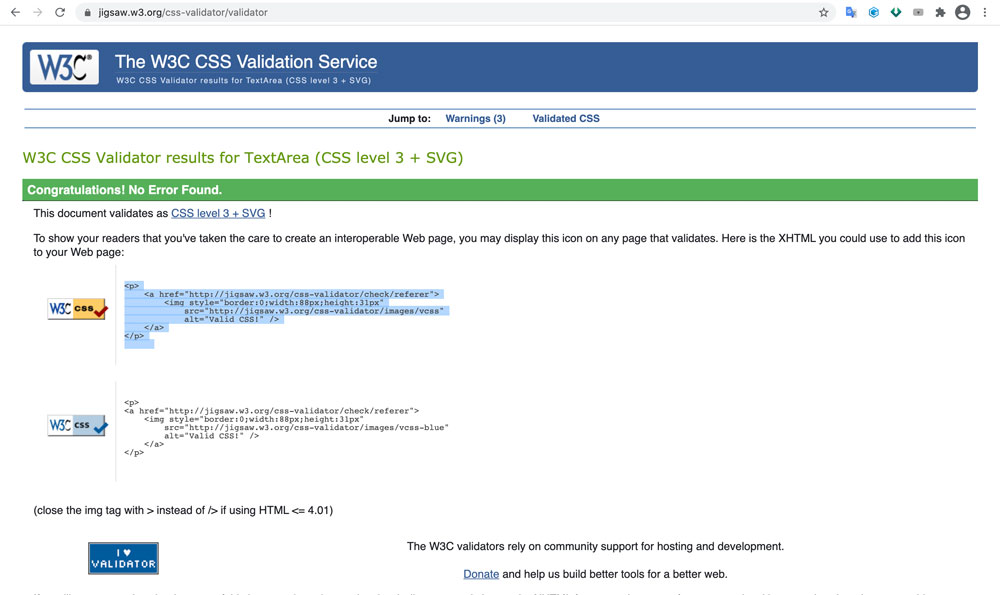 jigsaw.w3.org/css-validator/validator
W3C® The W3C CSS Validation Service
W3C CSS Validator results for TextArea (CSS level 3 + SVG)
Jump to: Warnings (3) Validated CSS
W3C CSS Validator results for TextArea (CSS level 3 + SVG)
Congratulations! No Error Found.
This document validates as CSS level 3 + SVG !
To show your readers that you've taken the care to create an interoperable Web page, you may display this icon on any page that validates. Here is the XHTML you could use to add this icon
to your Web page:
W3C css
<p>
<a href="http://jigsaw.w3.org/css-validator/check/referer">
<img style="border:0;width:88px;height:31px"
src="http://jigsaw.w3.org/css-validator/images/vcss"
alt="Valid CSS!" />
</a>
</p>
W3C css
<p>
<a href="http://jigsaw.w3.org/css-validator/check/referer">
<img style="border:0;width:88px;height:31px"
src="http://jigsaw.w3.org/css-validator/images/vcss-blue"
alt="Valid CSS!" />
</a>
</p>
(close the img tag with > instead of /> if using HTML <= 4.01)
I ♥
VALIDATOR
The W3C validators rely on community support for hosting and development.
Donate and help us build better tools for a better web.